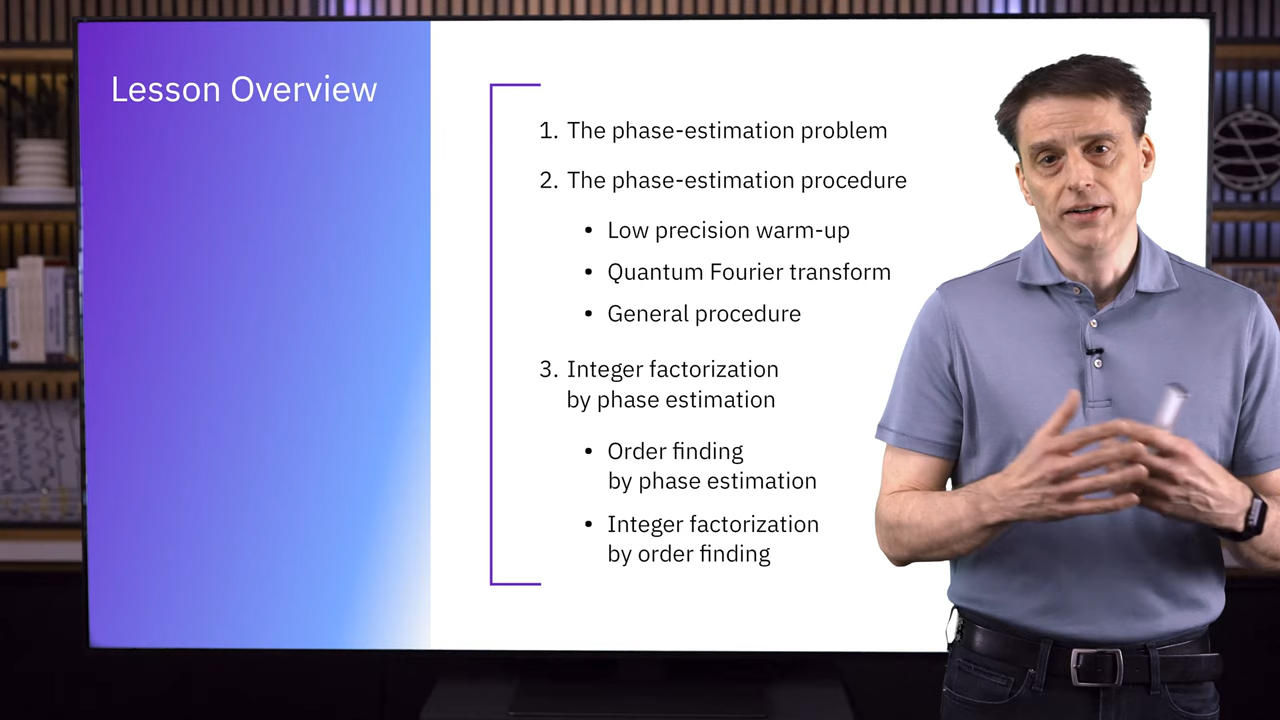 Lesson Overview
1. The phase-estimation problem
2. The phase-estimation procedure
• Low precision warm-up
• Quantum Fourier transform
• General procedure
3. Integer factorization
by phase estimation
• Order finding
by phase estimation
• Integer factorization
by order finding